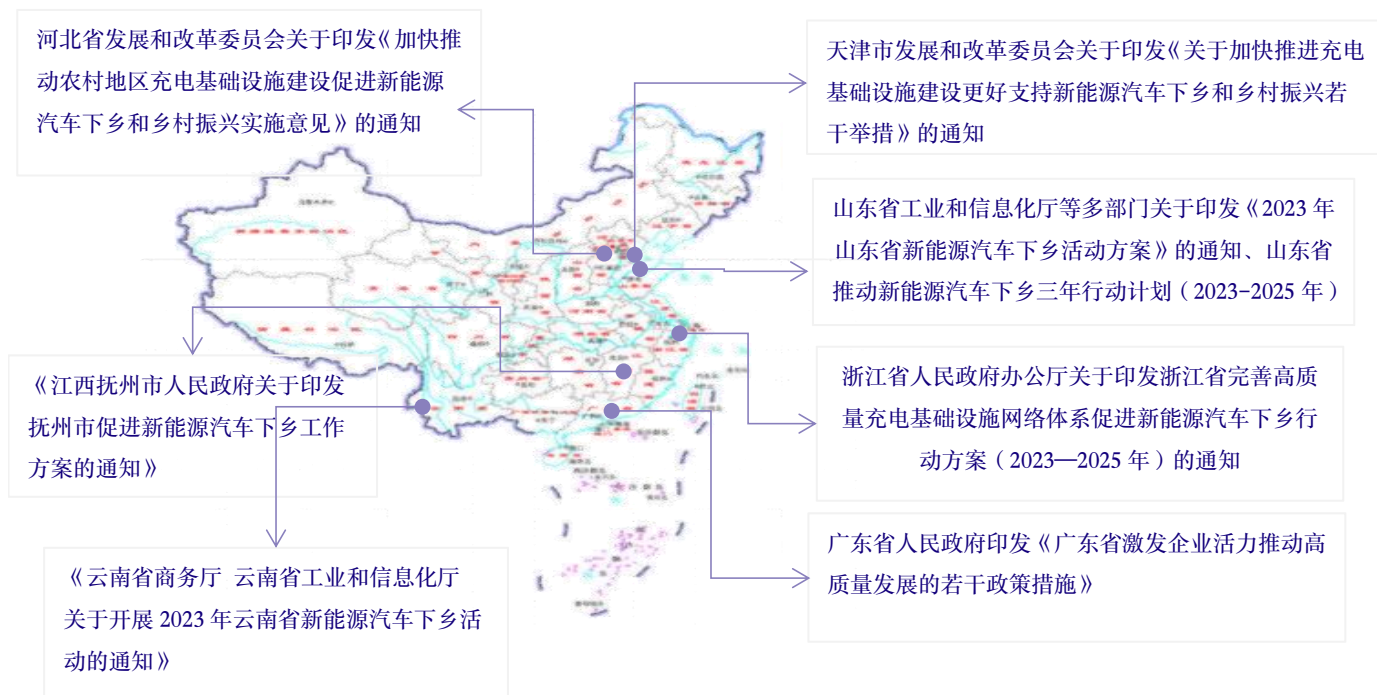 河北省发展和改革委员会关于印发《加快推
动农村地区充电基础设施建设促进新能源
汽车下乡和乡村振兴实施意见》的通知
天津市发展和改革委员会关于印发《关于加快推进充电
基础设施建设更好支持新能源汽车下乡和乡村振兴若
干举措》的通知
山东省工业和信息化厅等多部门关于印发《2023 年
山东省新能源汽车下乡活动方案》的通知、山东省
推动新能源汽车下乡三年行动计划（2023-2025 年）
《江西抚州市人民政府关于印发
抚州市促进新能源汽车下乡工作
方案的通知》
浙江省人民政府办公厅关于印发浙江省完善高质
量充电基础设施网络体系促进新能源汽车下乡行
动方案（2023—2025 年）的通知
广东省人民政府印发《广东省激发企业活力推动高
质量发展的若干政策措施》
《云南省商务厅 云南省工业和信息化厅
关于开展 2023 年云南省新能源汽车下乡活
动的通知》